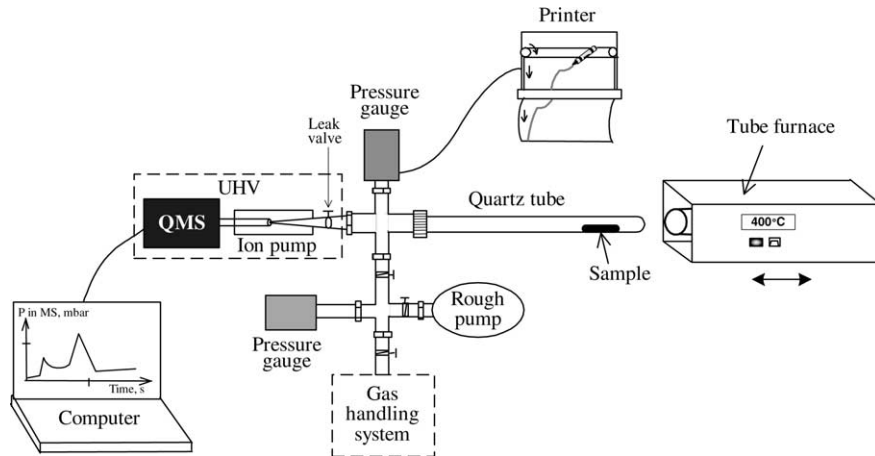 Printer
Pressure
gauge
Leak
valve
Tube furnace
UHV
Quartz tube
QMS
400°C
Ion pump
Sample
Rough
pump
P in MS, mbar
Pressure
gauge
Time, s
Gas
handling
system
Computer